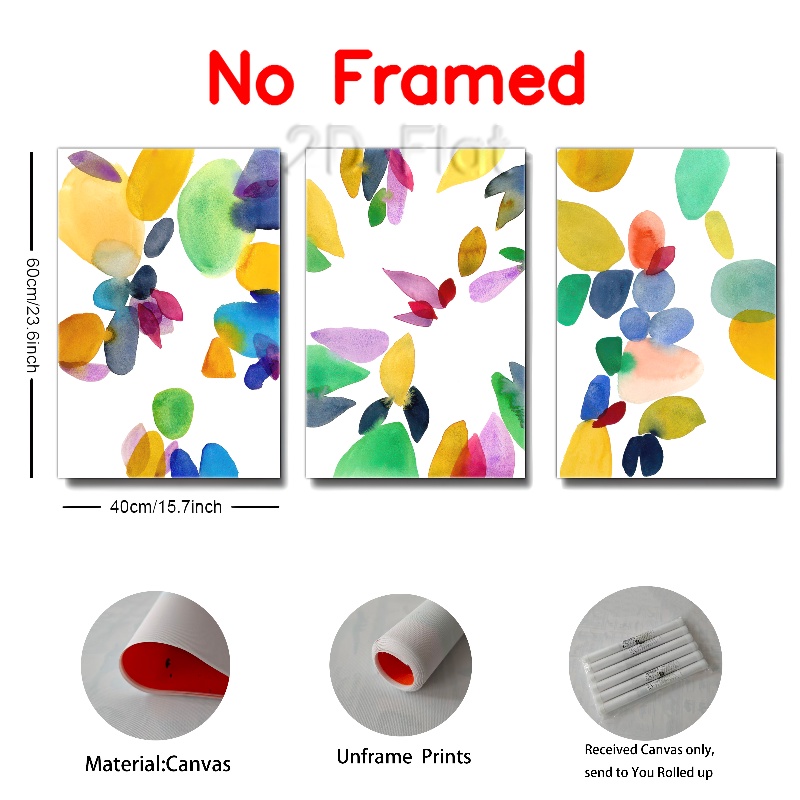 No Framed
2D Flat
60cm/23.6inch
40cm/15.7inch
Material:Canvas
Unframe Prints
Received Canvas only,
send to You Rolled up